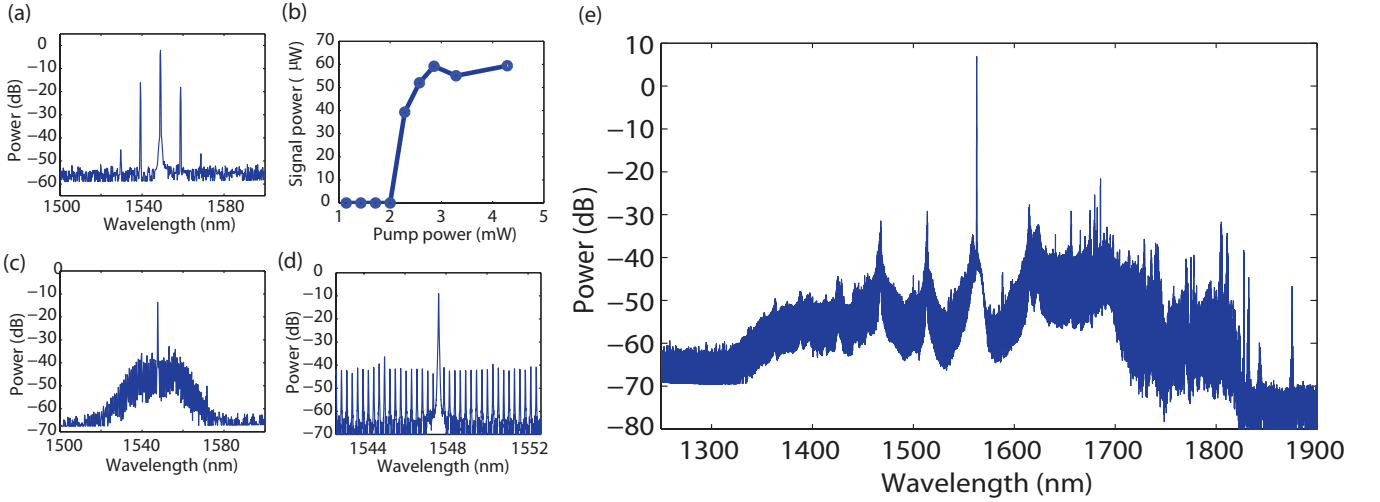 (a)
0
−10
−20
−30
−40
−50
−60
1500 1540 1580
Power (dB)
Wavelength (nm)
(b)
70
60
50
40
30
20
10
0
1 2 3 4 5
Signal power ( µW)
Pump power (mW)
(c)
0
−10
−20
−30
−40
−50
−60
−70
1500 1540 1580
Power (dB)
Wavelength (nm)
(d)
0
−10
−20
−30
−40
−50
−60
−70
1544 1548 1552
Power (dB)
Wavelength (nm)
(e)
10
0
−10
−20
−30
−40
−50
−60
−70
−80
1300 1400 1500 1600 1700 1800 1900
Power (dB)
Wavelength (nm)